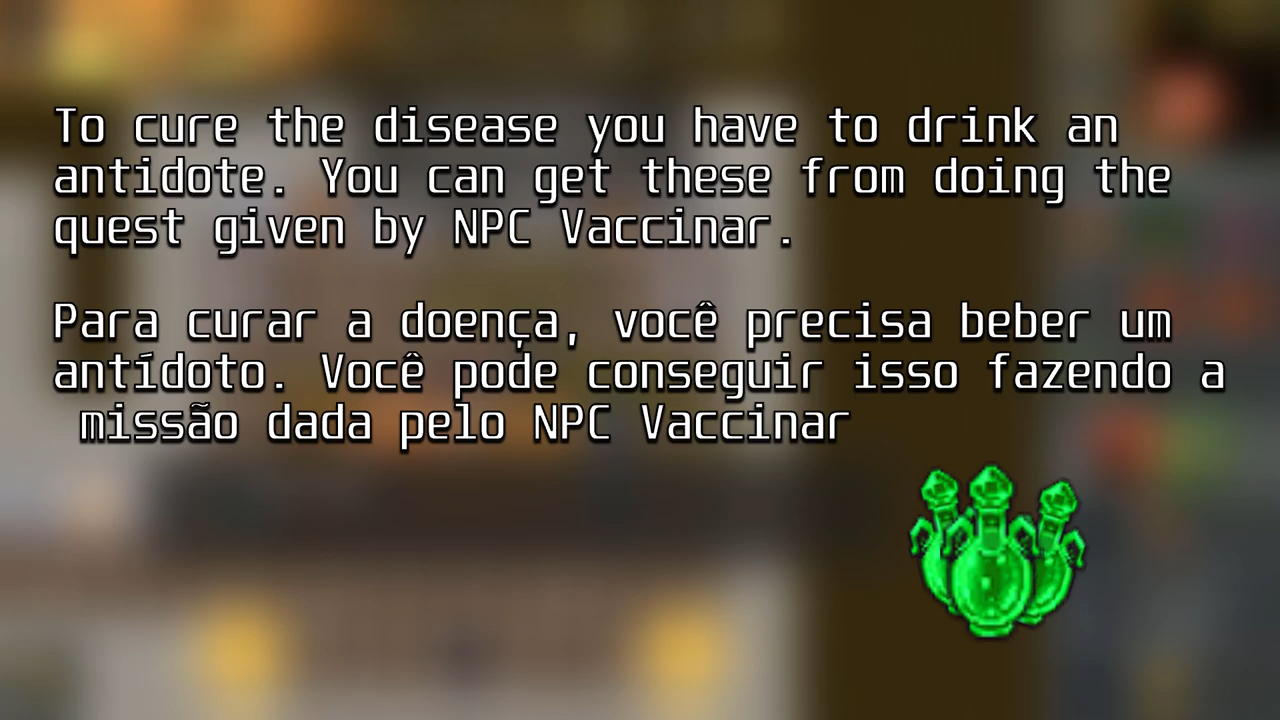 To cure the disease you have to drink an
antidote. You can get these from doing the
quest given by NPC Vaccinar.
Para curar a doença, você precisa beber um
antídoto. Você pode conseguir isso fazendo a
missão dada pelo NPC Vaccinar